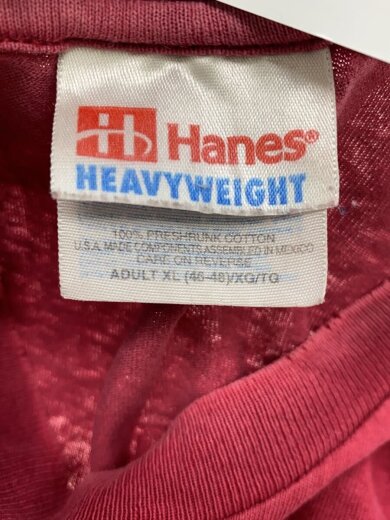 Hanes®
HEAVYWEIGHT
100% PRESHRUNK COTTON
U.S.A. MADE COMPONENTS ASSEMBLED IN MEXICO
CARE ON REVERSE
ADULT XL (46-48)/XG/TG